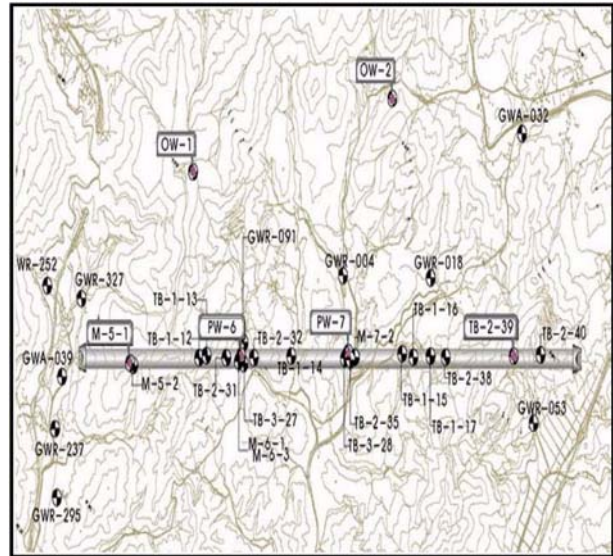 OW-2
GWA-032
OW-1
GWR-091
WR-252
GWR-327
GWR-004
GWR-018
TB-1-13
TB-1-16
M-5-1
TB-1-12
PW-6
TB-2-32
PW-7
M-7-2
TB-2-39
TB-2-40
GWA-039
M-5-2
TB-2-31
TB-1-14
TB-2-38
TB-1-15
TB-3-27
TB-2-35
TB-1-17
GWR-053
GWR-237
M-6-1
TB-3-28
M-6-3
GWR-295